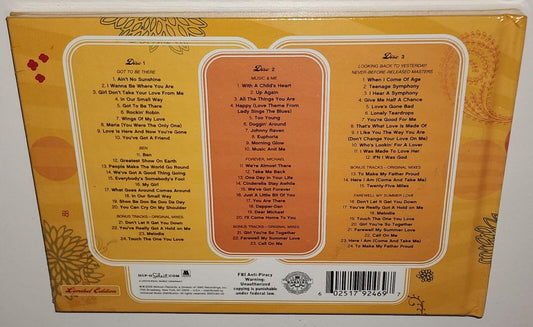 Disc 1
GOT TO BE THERE
1. Ain't No Sunshine
2. I Wanna Be Where You Are
3. Girl Don't Take Your Love From Me
4. In Our Small Way
5. Got To Be There
6. Rockin' Robin
7. Wings Of My Love
8. Maria (You Were The Only One)
9. Love Is Here And Now You're Gone
10. You've Got A Friend
BEN
11. Ben
12. Greatest Show On Earth
13. People Make The World Go Round
14. We've Got A Good Thing Going
15. Everybody's Somebody's Fool
16. My Girl
17. What Goes Around Comes Around
18. In Our Small Way
19. Shoo Be Doo Be Doo Da Day
20. You Can Cry On My Shoulder
BONUS TRACKS - ORIGINAL MIXES
21. Don't Let It Get You Down
22. You've Really Got A Hold on Me
23. Melodie
24. Touch The One You Love
Disc 2
MUSIC & ME
1. With A Child's Heart
2. Up Again
3. All The Things You Are
4. Happy (Love Theme From
Lady Sings The Blues)
5. Too Young
6. Doggin' Around
7. Johnny Raven
8. Euphoria
9. Morning Glow
10. Music and Me
FOREVER, MICHAEL
11. We're Almost There
12. Take Me Back
13. One Day in Your Life
14. Cinderella Stay Awhile
15. We've Got Forever
16. Just A Little Bit Of You
17. You Are There
18. Dapper-Dan
19. Dear Michael
20. I'll Come Home To You
BONUS TRACKS - ORIGINAL MIXES
21. Girl You're So Together
22. Farewell My Summer Love
23. Call On Me
Disc 3
LOOKING BACK TO YESTERDAY
NEVER-BEFORE-RELEASED MASTERS
1. When I Come Of Age
2. Teenage Symphony
3. I Hear A Symphony
4. Give Me Half A Chance
5. Love's Gone Bad
6. Lonely Teardrops
7. You're Good For Me
8. That's What Love Is Made Of
9. I Like You The Way You Are
(Don't Change Your Love On Me)
10. Who's Lookin' For A Lover
11. I Was Made To Love Her
12. If'N I Was God
BONUS TRACKS - ORIGINAL MIXES
13. To Make My Father Proud
14. Here I Am (Come And Take Me)
15. Twenty-Five Miles
FAREWELL MY SUMMER LOVE
16. Don't Let It Get You Down
17. You've Really Got A Hold on Me
18. Melodie
19. Touch The One You Love
20. Girl You're So Together
21. Farewell My Summer Love
22. Call On Me
23. Here I Am (Come And Take Me)
24. To Make My Father Proud
Limited Edition
FBI Anti-Piracy
Warning:
Unauthorized
copying is punishable
under federal law.
6 02517 92469 7